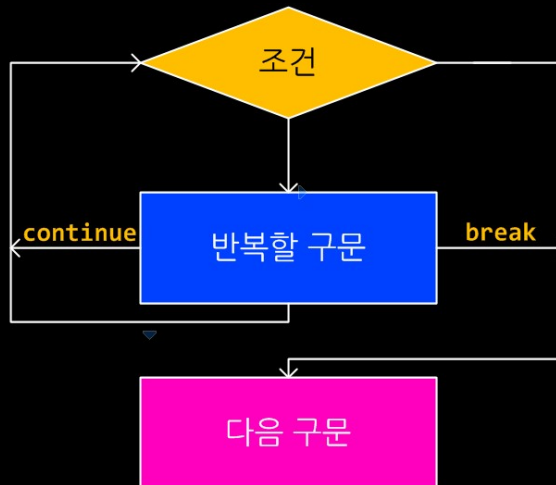 조건
continue
반복할 구문
break
다음 구문